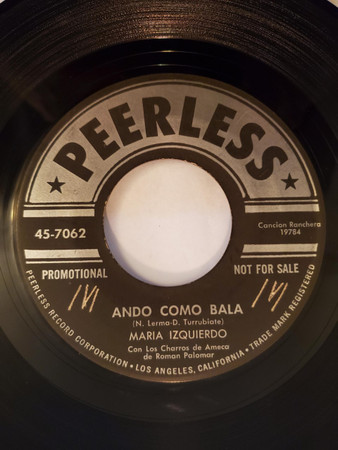 ★ PEERLESS ★
45-7062
Cancion Ranchera
19784
PROMOTIONAL
NOT FOR SALE
ANDO COMO BALA
(N. Lerma-D. Turrubiate)
MARIA IZQUIERDO
Con Los Charros de Ameca
de Roman Palomar
PEERLESS RECORD CORPORATION • LOS ANGELES, CALIFORNIA • TRADE MARK REGISTERED